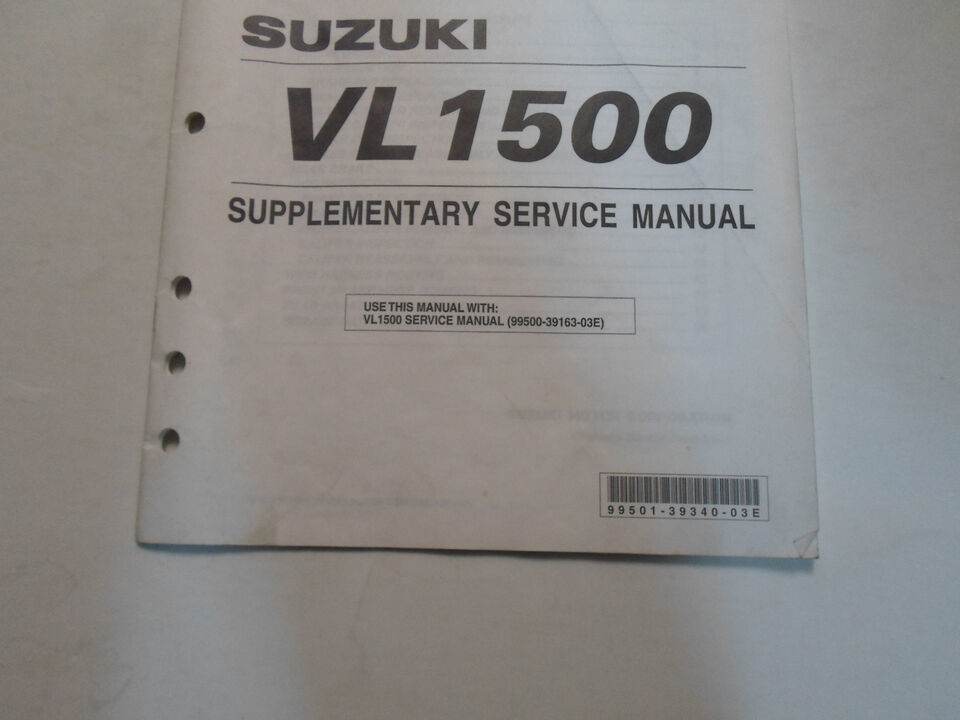 SUZUKI
VL1500
SUPPLEMENTARY SERVICE MANUAL
USE THIS MANUAL WITH:
VL1500 SERVICE MANUAL (99500-39163-03E)
99501-39340-03E